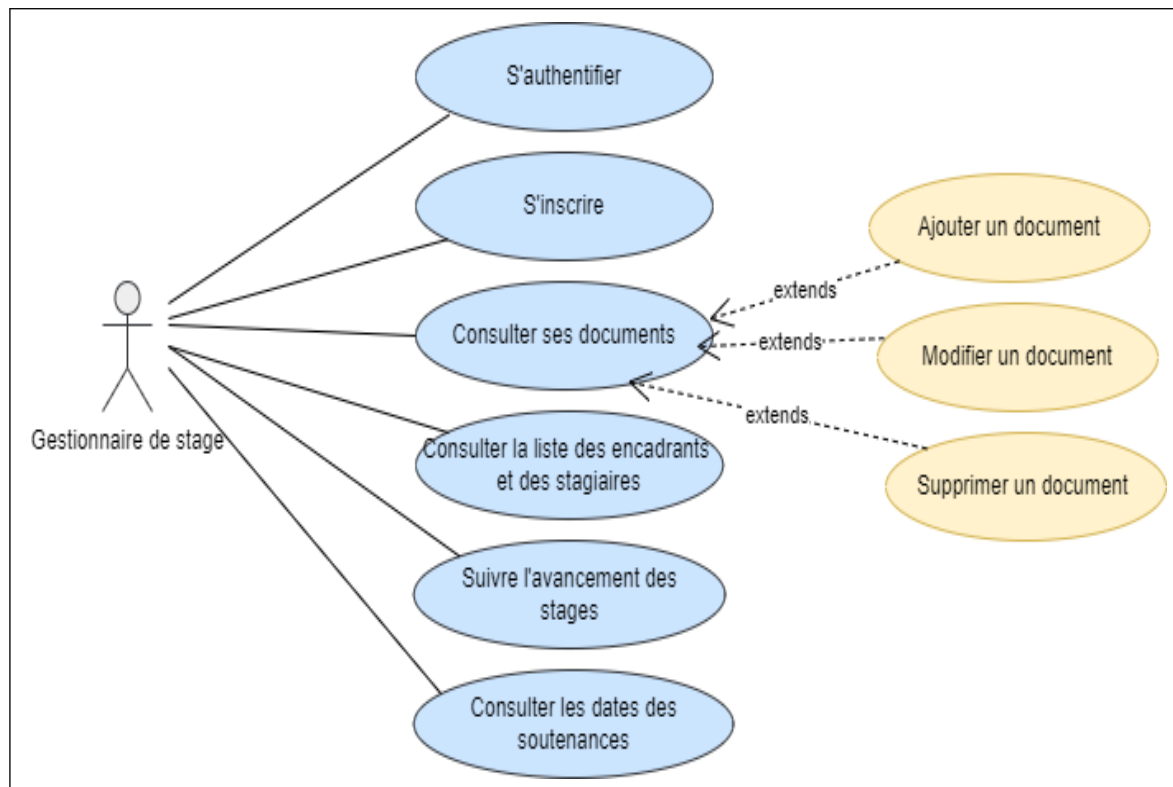 S'authentifier
S'inscrire
Ajouter un document
extends
Consulter ses documents
extends
Modifier un document
extends
Gestionnaire de stage
Consulter la liste des encadrants
et des stagiaires
Supprimer un document
Suivre l'avancement des
stages
Consulter les dates des
soutenances